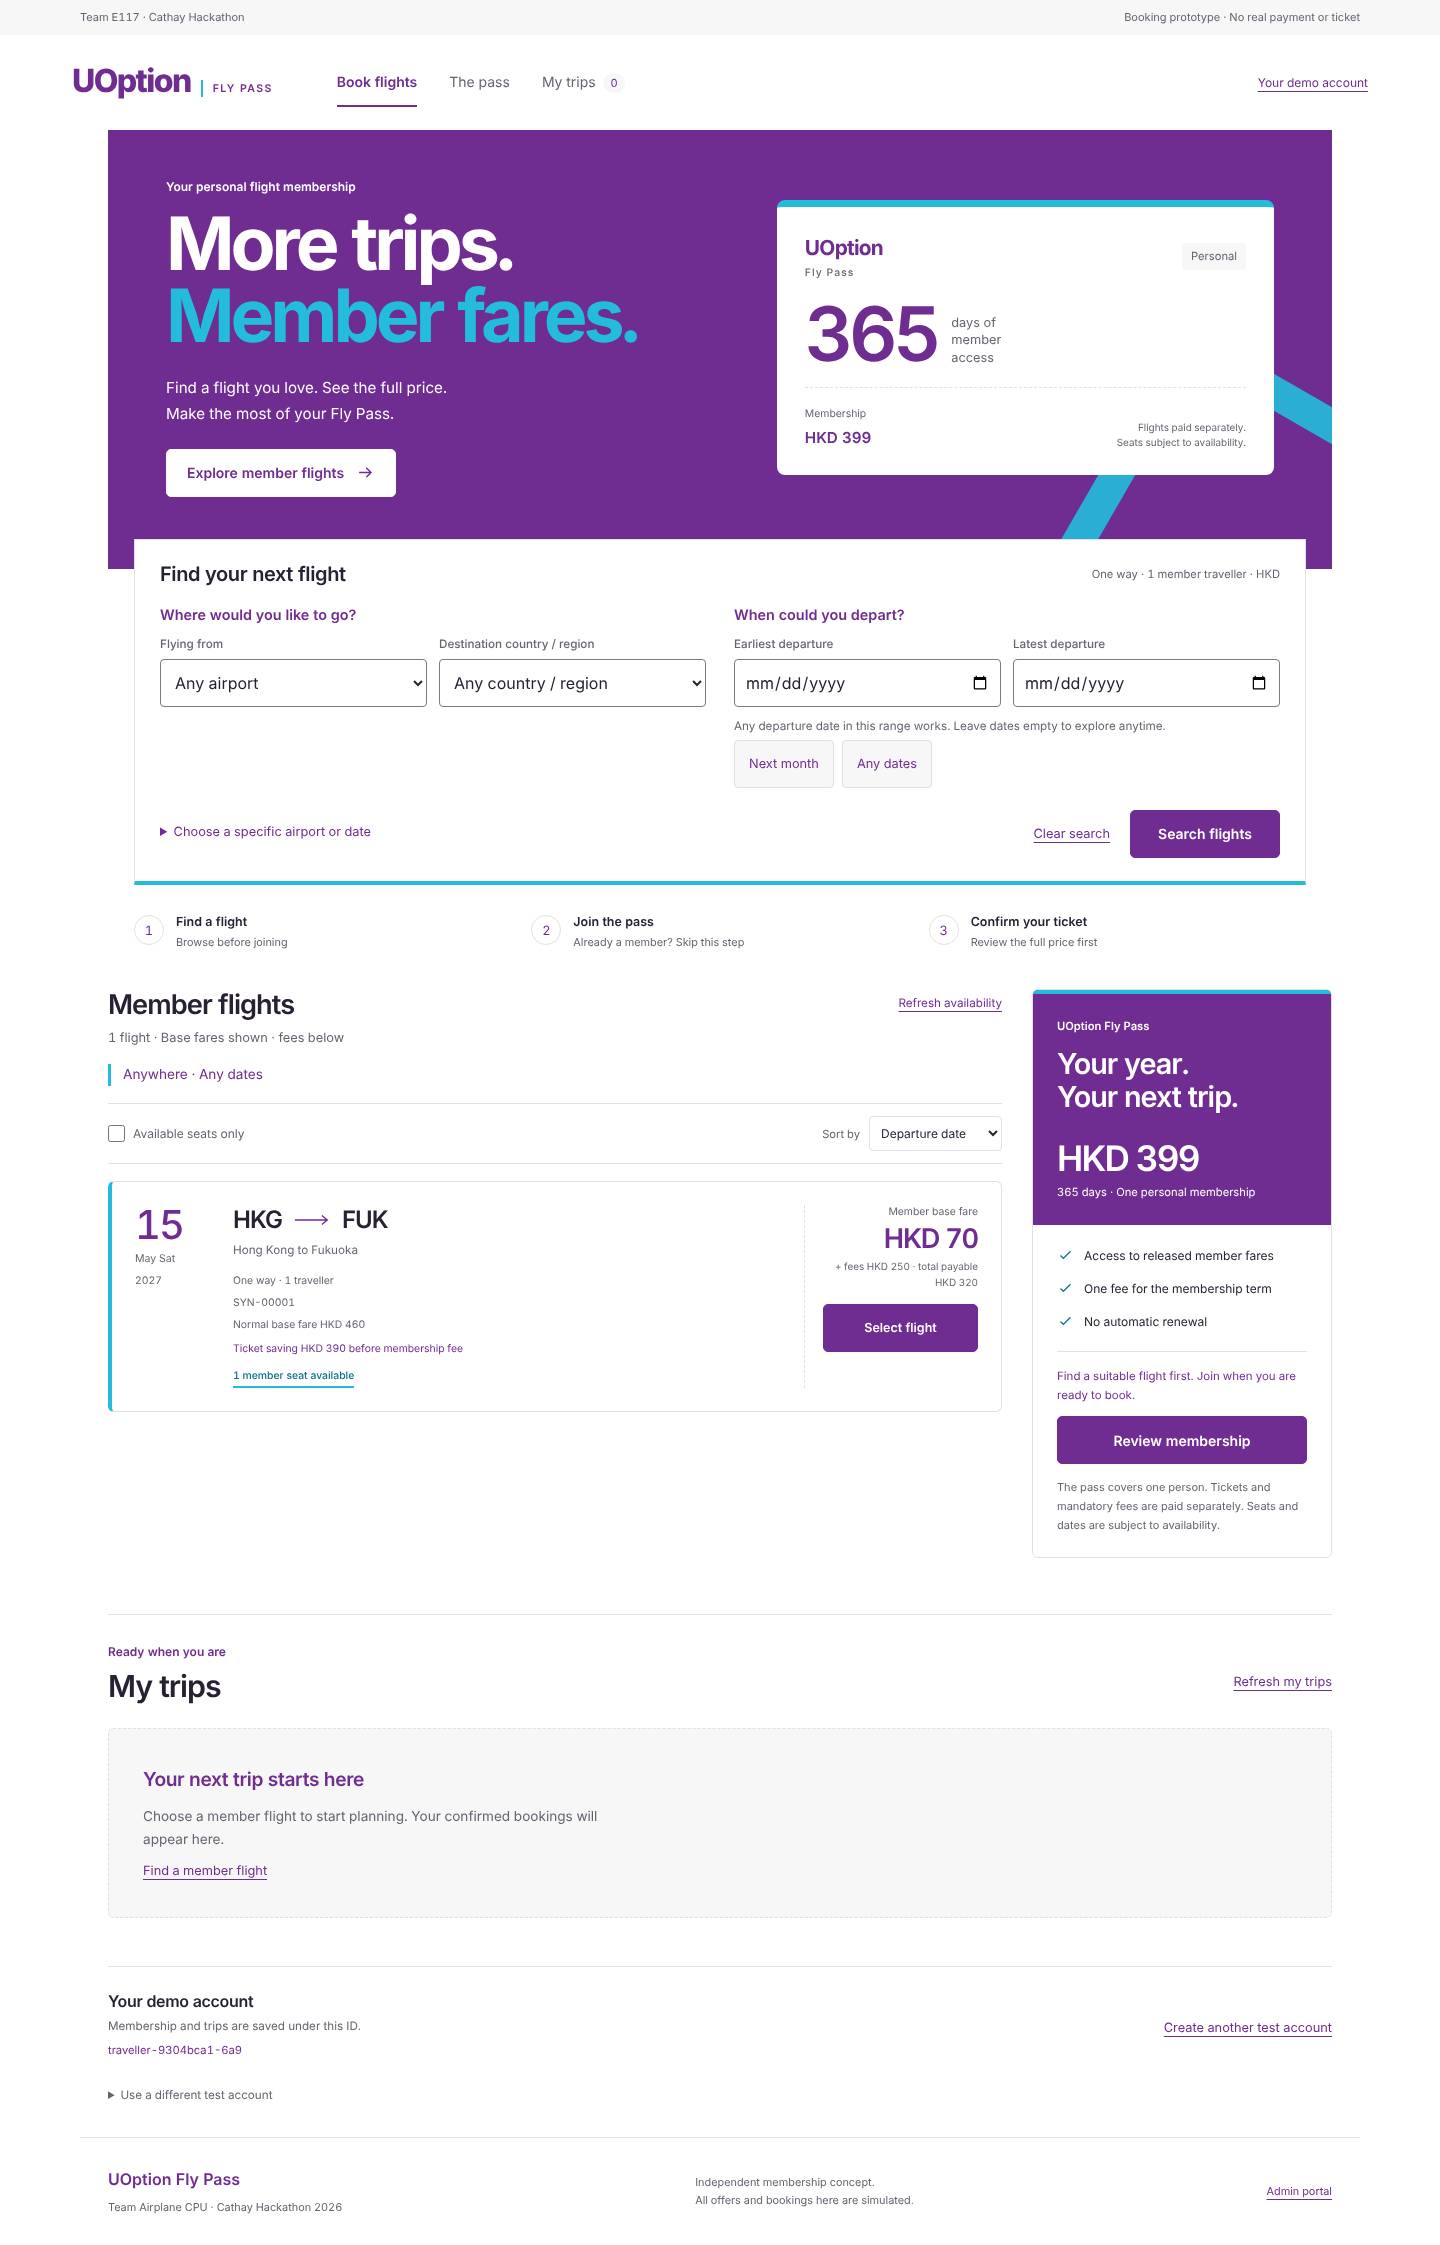 Team E117 · Cathay Hackathon
Booking prototype · No real payment or ticket
UOption | FLY PASS
Book flights
The pass
My trips 0
Your demo account
Your personal flight membership
More trips.
Member fares.
Find a flight you love. See the full price.
Make the most of your Fly Pass.
Explore member flights →
UOption
Fly Pass
Personal
365
days of
member
access
Membership
HKD 399
Flights paid separately.
Seats subject to availability.
Find your next flight
One way · 1 member traveller · HKD
Where would you like to go?
When could you depart?
Flying from
Destination country / region
Earliest departure
Latest departure
Any airport
Any country / region
mm/dd/yyyy
mm/dd/yyyy
Any departure date in this range works. Leave dates empty to explore anytime.
Next month
Any dates
Choose a specific airport or date
Clear search
Search flights
1
Find a flight
Browse before joining
2
Join the pass
Already a member? Skip this step
3
Confirm your ticket
Review the full price first
Member flights
Refresh availability
1 flight · Base fares shown · fees below
Anywhere · Any dates
Available seats only
Sort by
Departure date
15
May Sat
2027
HKG → FUK
Hong Kong to Fukuoka
One way · 1 traveller
SYN-00001
Normal base fare HKD 460
Ticket saving HKD 390 before membership fee
1 member seat available
Member base fare
HKD 70
+ fees HKD 250 · total payable
HKD 320
Select flight
UOption Fly Pass
Your year.
Your next trip.
HKD 399
365 days · One personal membership
Access to released member fares
One fee for the membership term
No automatic renewal
Find a suitable flight first. Join when you are
ready to book.
Review membership
The pass covers one person. Tickets and
mandatory fees are paid separately. Seats and
dates are subject to availability.
Ready when you are
My trips
Refresh my trips
Your next trip starts here
Choose a member flight to start planning. Your confirmed bookings will
appear here.
Find a member flight
Your demo account
Membership and trips are saved under this ID.
traveller-9304bca1-6a9
Create another test account
Use a different test account
UOption Fly Pass
Team Airplane CPU · Cathay Hackathon 2026
Independent membership concept.
All offers and bookings here are simulated.
Admin portal